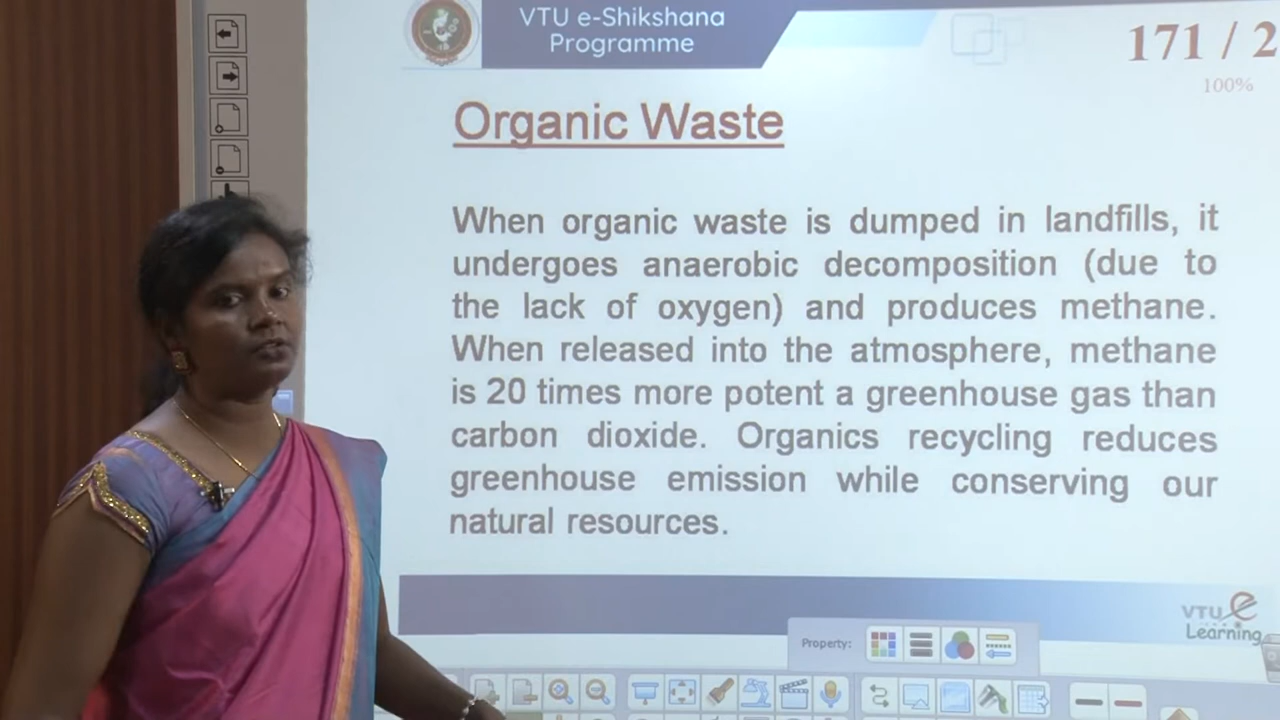 VTU e-Shikshana
Programme
171 / 2
100%
Organic Waste
When organic waste is dumped in landfills, it
undergoes anaerobic decomposition (due to
the lack of oxygen) and produces methane.
When released into the atmosphere, methane
is 20 times more potent a greenhouse gas than
carbon dioxide. Organics recycling reduces
greenhouse emission while conserving our
natural resources.
VTU e
Learning
Property: